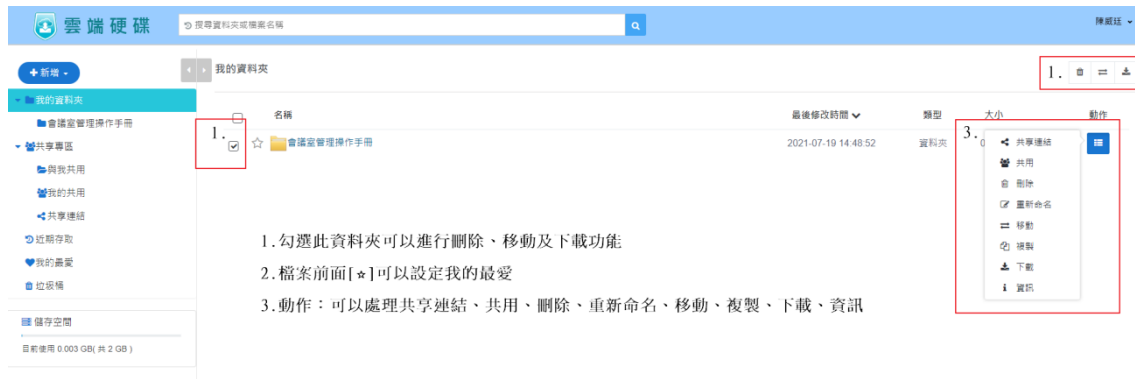 雲端硬碟
搜尋資料夾或檔案名稱
陳威廷
+新增
我的資料夾
1.
我的資料夾
會議室管理操作手冊
共享專區
與我共用
我的共用
共享連結
近期存取
我的最愛
垃圾桶
儲存空間
目前使用 0.003 GB( 共 2 GB )
名稱 最後修改時間 類型 大小 動作
1.
會議室管理操作手冊 2021-07-19 14:48:52 資料夾 0
3.
共享連結
共用
刪除
重新命名
移動
複製
下載
資訊
1.勾選此資料夾可以進行刪除、移動及下載功能
2.檔案前面[☆]可以設定我的最愛
3.動作：可以處理共享連結、共用、刪除、重新命名、移動、複製、下載、資訊